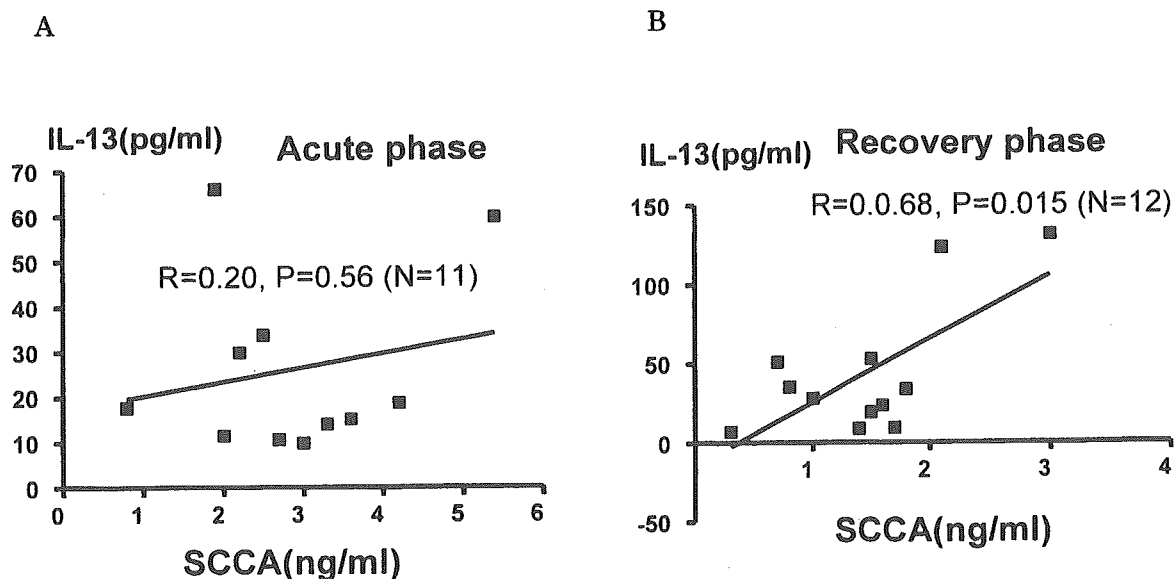 A
IL-13(pg/ml) Acute phase
70
60
50
40
30
20
10
0
R=0.20, P=0.56 (N=11)
0 1 2 3 4 5 6
SCCA(ng/ml)
B
IL-13(pg/ml) Recovery phase
R=0.0.68, P=0.015 (N=12)
150
100
50
0
-50
1 2 3 4
SCCA(ng/ml)